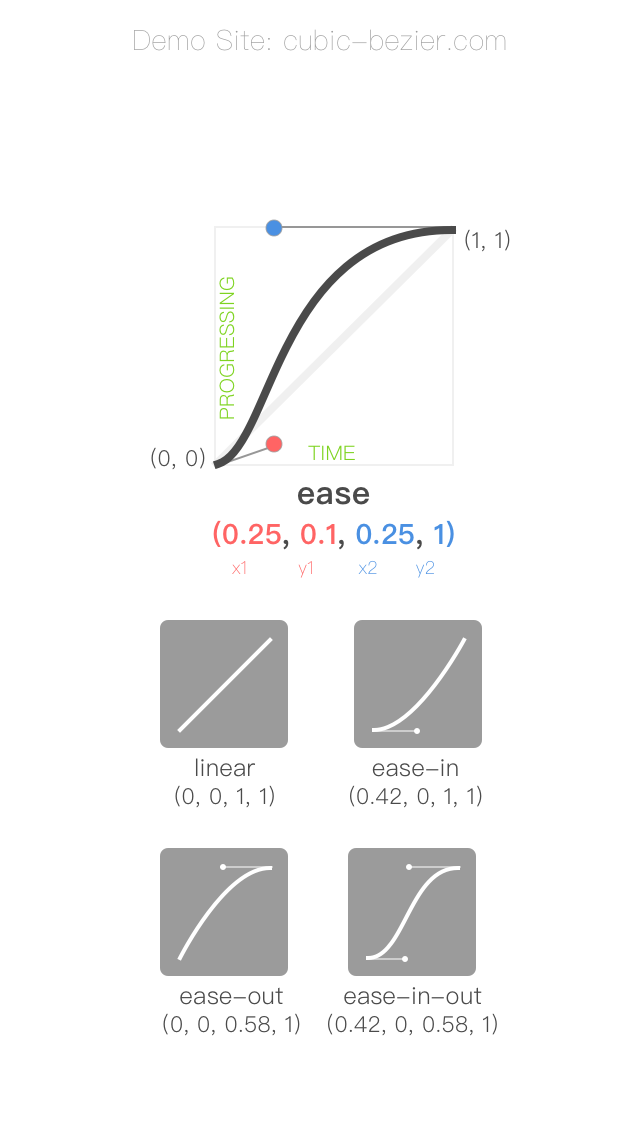 Demo Site: cubic-bezier.com
(1, 1)
PROGRESSING
TIME
(0, 0)
ease
(0.25, 0.1, 0.25, 1)
x1 y1 x2 y2
linear ease-in
(0, 0, 1, 1) (0.42, 0, 1, 1)
ease-out ease-in-out
(0, 0, 0.58, 1) (0.42, 0, 0.58, 1)